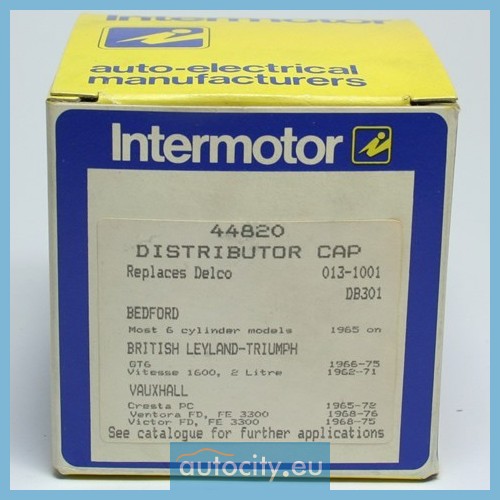 Intermotor
auto-electrical
manufacturers
Intermotor
44820
DISTRIBUTOR CAP
Replaces Delco 013-1001
DB301
BEDFORD
Most 6 cylinder models 1965 on
BRITISH LEYLAND-TRIUMPH
GT6 1966-75
Vitesse 1600, 2 Litre 1962-71
VAUXHALL
Cresta PC 1965-72
Ventora FD, FE 3300 1968-76
Victor FD, FE 3300 1968-75
See catalogue for further applications
autocity.eu